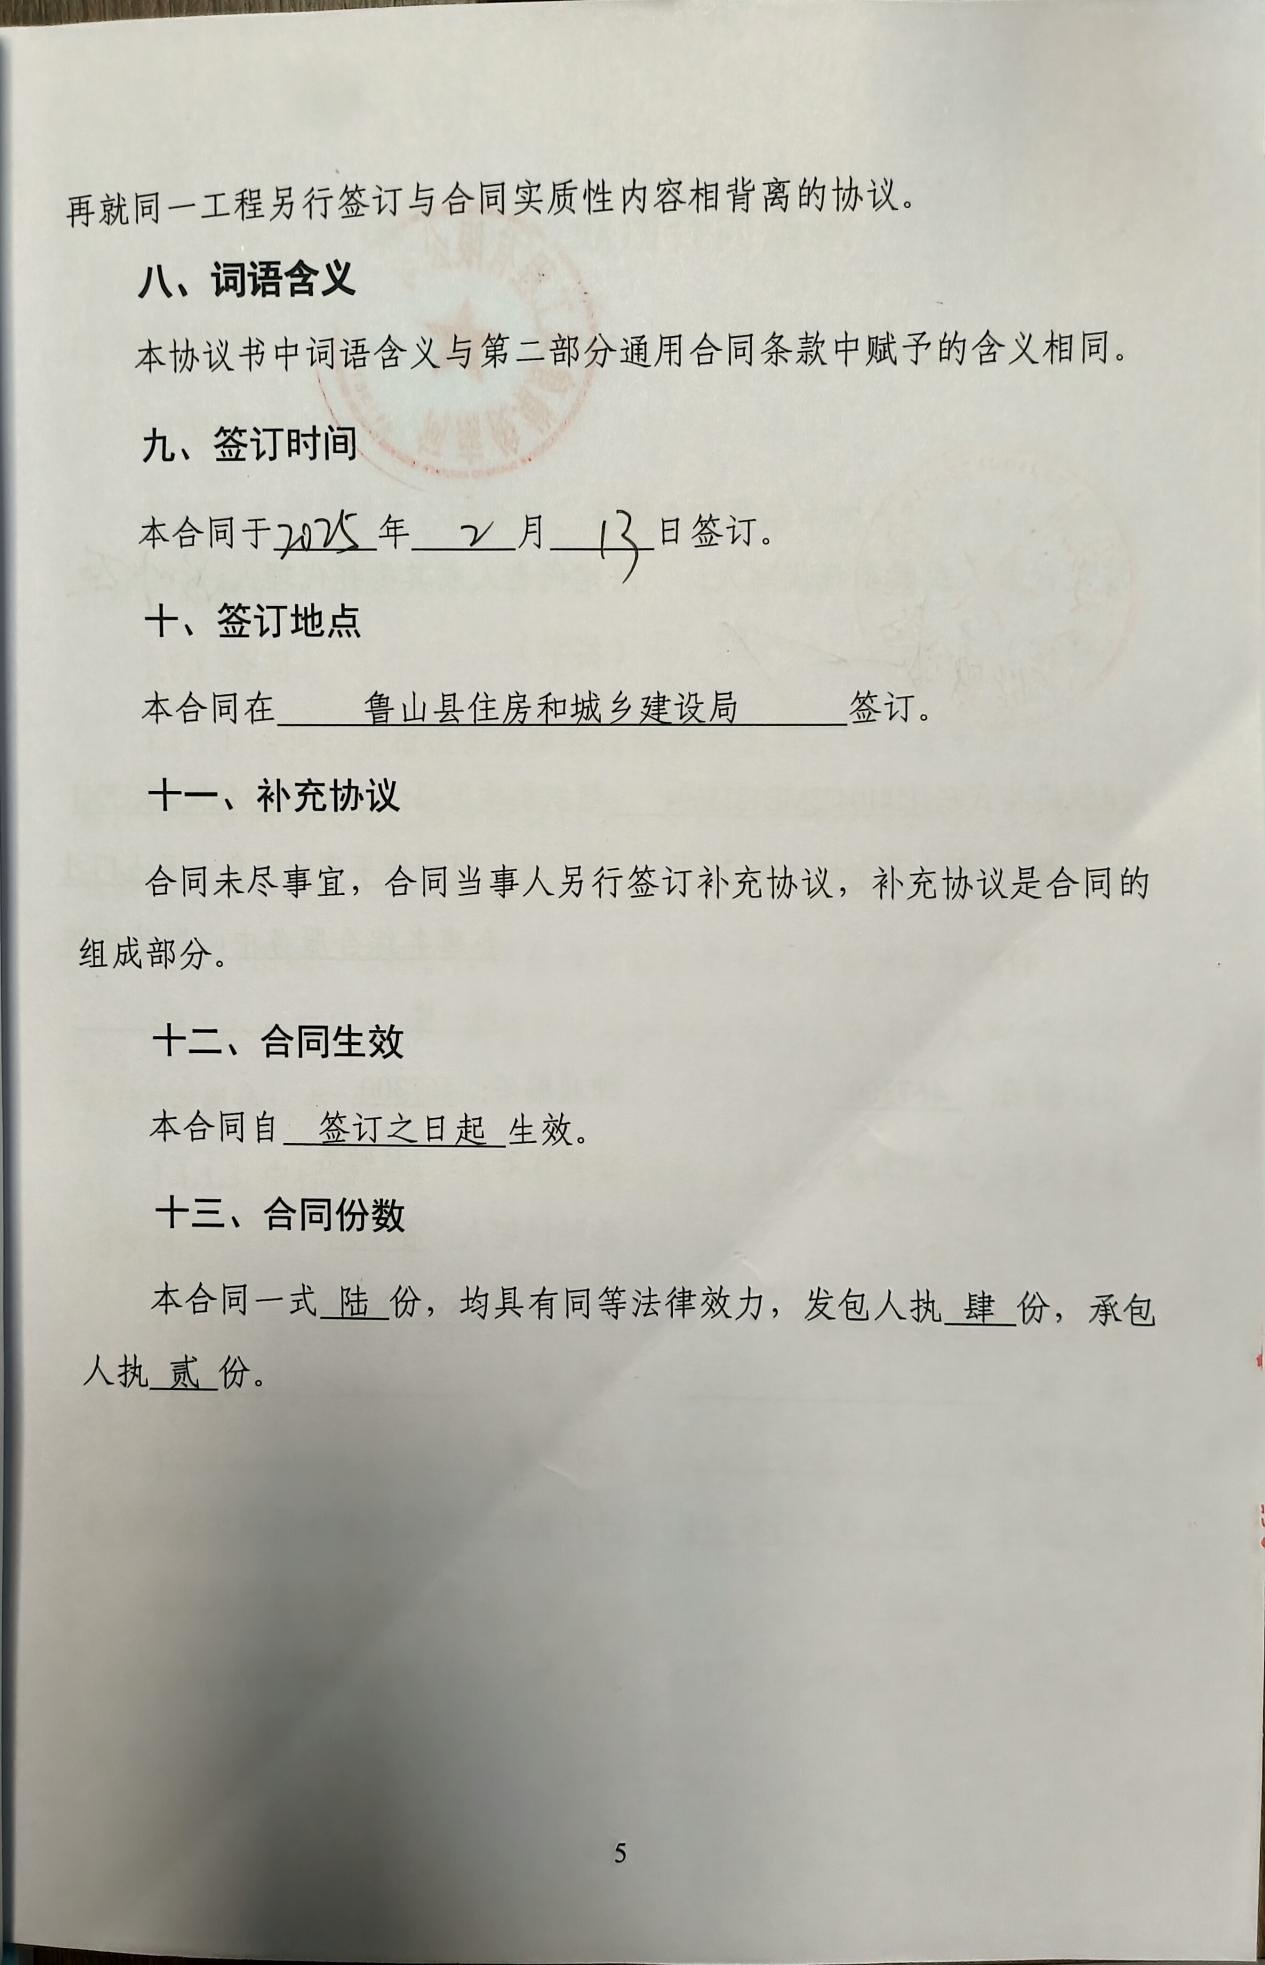 再就同一工程另行签订与合同实质性内容相背离的协议。
八、词语含义
本协议书中词语含义与第二部分通用合同条款中赋予的含义相同。
九、签订时间
本合同于2025年 2 月 13 日签订。
十、签订地点
本合同在 鲁山县住房和城乡建设局 签订。
十一、补充协议
合同未尽事宜，合同当事人另行签订补充协议，补充协议是合同的
组成部分。
十二、合同生效
本合同自 签订之日起 生效。
十三、合同份数
本合同一式 陆 份，均具有同等法律效力，发包人执 肆 份，承包
人执 贰 份。
5